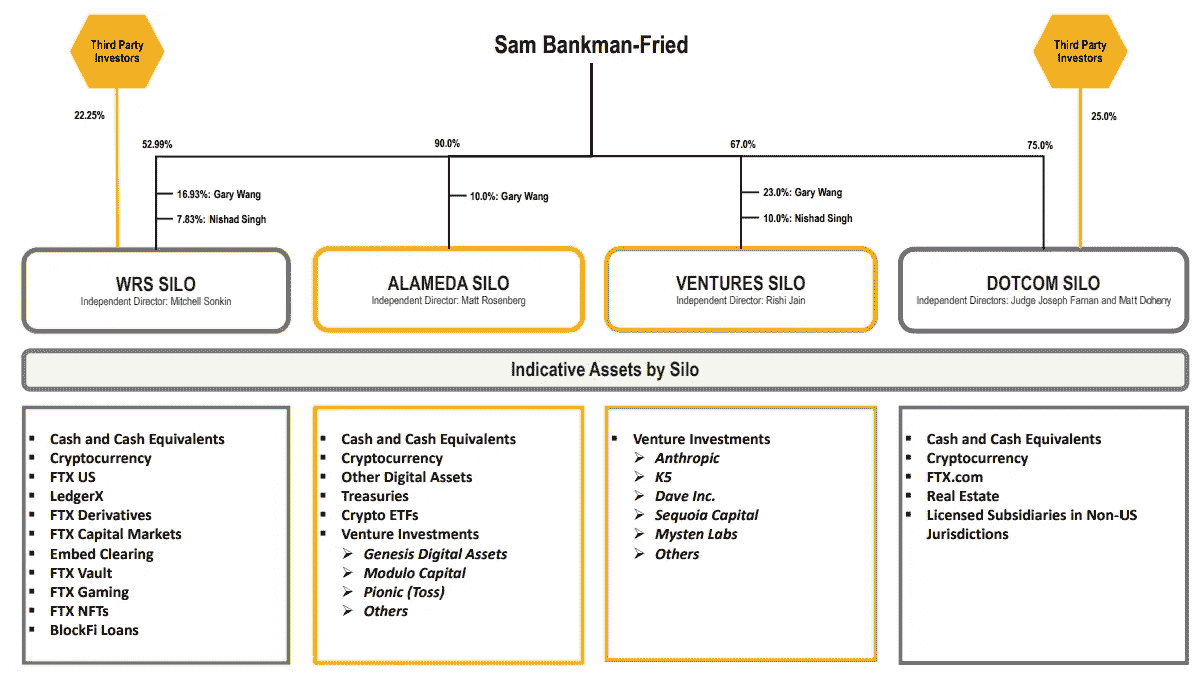 Third Party
Investors
Sam Bankman-Fried
Third Party
Investors
22.25%
25.0%
52.99%
90.0%
67.0%
75.0%
16.93%: Gary Wang
7.83%: Nishad Singh
10.0%: Gary Wang
23.0%: Gary Wang
10.0%: Nishad Singh
WRS SILO
Independent Director: Mitchell Sonkin
ALAMEDA SILO
Independent Director: Matt Rosenberg
VENTURES SILO
Independent Director: Rishi Jain
DOTCOM SILO
Independent Directors: Judge Joseph Farnan and Matt Doheny
Indicative Assets by Silo
Cash and Cash Equivalents
Cryptocurrency
FTX US
LedgerX
FTX Derivatives
FTX Capital Markets
Embed Clearing
FTX Vault
FTX Gaming
FTX NFTs
BlockFi Loans
Cash and Cash Equivalents
Cryptocurrency
Other Digital Assets
Treasuries
Crypto ETFs
Venture Investments
Genesis Digital Assets
Modulo Capital
Pionic (Toss)
Others
Venture Investments
Anthropic
K5
Dave Inc.
Sequoia Capital
Mysten Labs
Others
Cash and Cash Equivalents
Cryptocurrency
FTX.com
Real Estate
Licensed Subsidiaries in Non-US
Jurisdictions